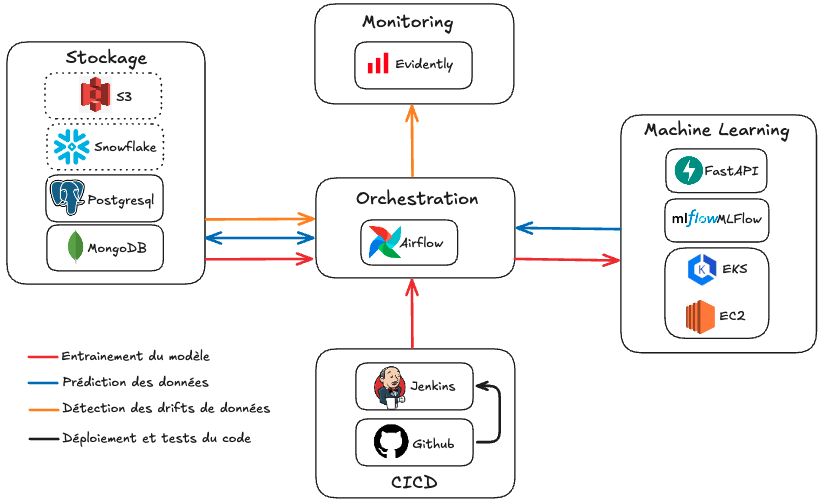 Monitoring
Evidently
Stockage
S3
Snowflake
Postgresql
MongoDB
Orchestration
Airflow
Machine Learning
FastAPI
mlflow MLFlow
K
EKS
EC2
Entrainement du modèle
Prédiction des données
Détection des drifts de données
Déploiement et tests du code
Jenkins
Github
CICD